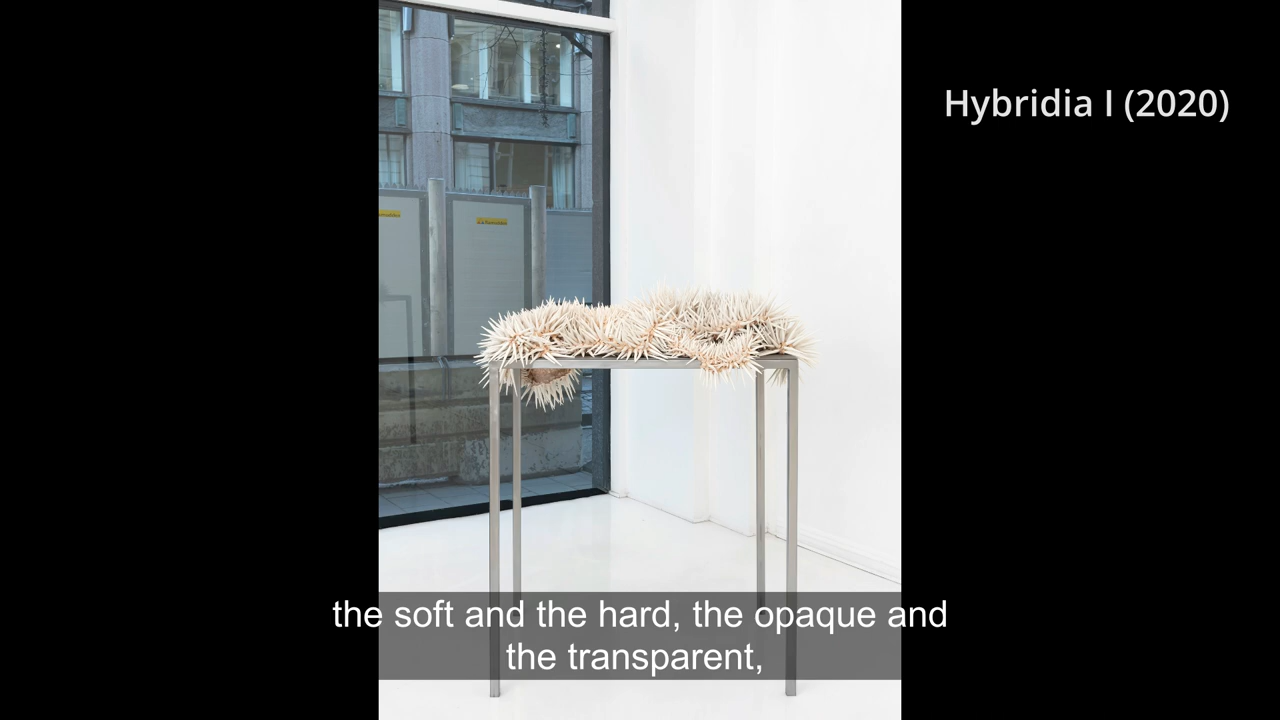 Hybridia I (2020)
the soft and the hard, the opaque and
the transparent,